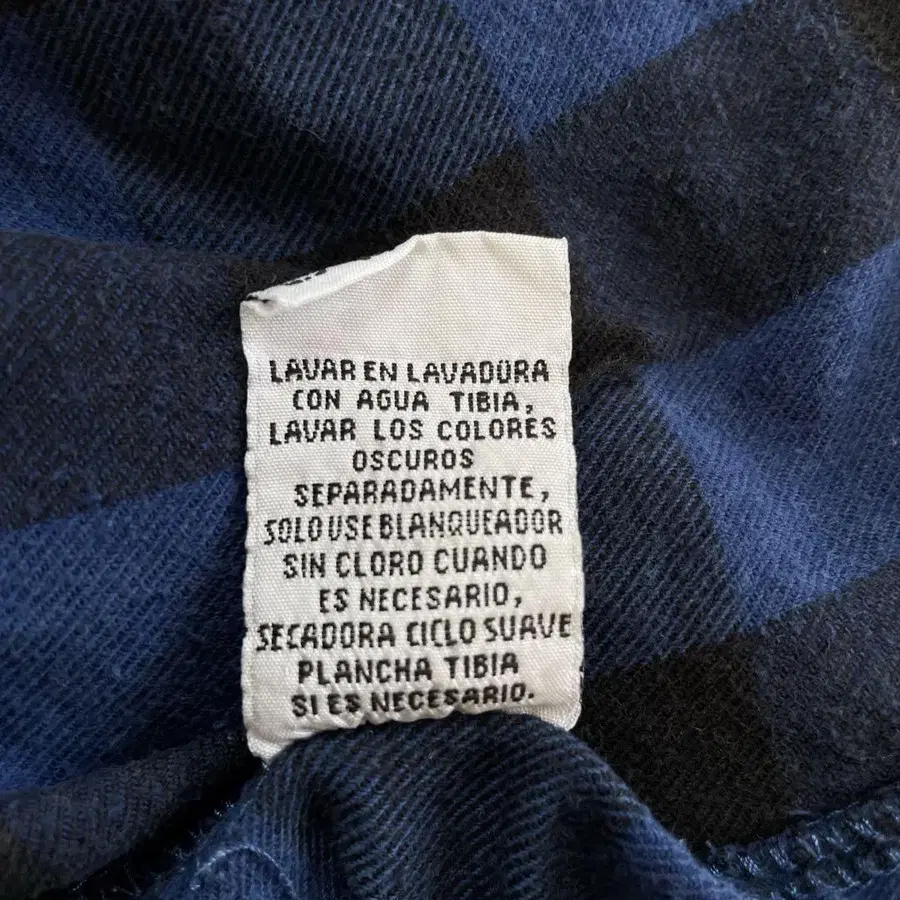 LAVAR EN LAVADORA
CON AGUA TIBIA,
LAVAR LOS COLORES
OSCUROS
SEPARADAMENTE,
SOLO USE BLANQUEADOR
SIN CLORO CUANDO
ES NECESARIO,
SECADORA CICLO SUAVE
PLANCHA TIBIA
SI ES NECESARIO.